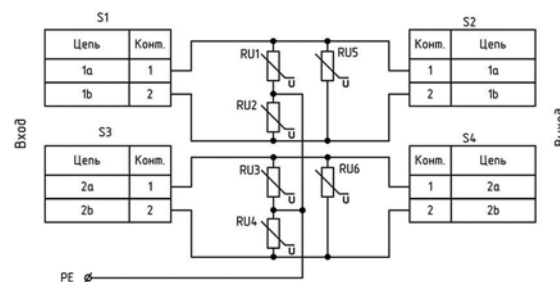 S1
S2
Цепь Конт.
1a 1
1b 2
RU1
U
RU5
U
RU2
U
Конт. Цепь
1 1a
2 1b
Вход
Выход
S3
S4
Цепь Конт.
2a 1
2b 2
RU3
U
RU6
U
RU4
U
Конт. Цепь
1 2a
2 2b
PE